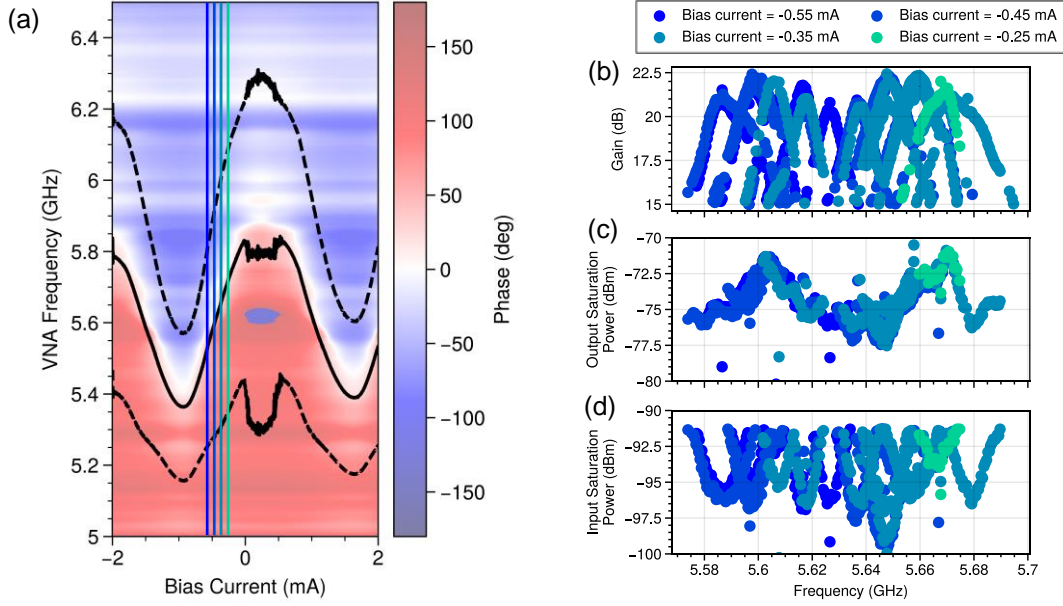 (a)
6.4
6.2
6
5.8
5.6
5.4
5.2
5
VNA Frequency (GHz)
−2
0
2
Bias Current (mA)
150
100
50
0
−50
−100
−150
Phase (deg)
Bias current = -0.55 mA
Bias current = -0.45 mA
Bias current = -0.35 mA
Bias current = -0.25 mA
(b)
22.5
20
17.5
15
Gain (dB)
(c)
−70
−72.5
−75
−77.5
−80
Output Saturation
Power (dBm)
(d)
−90
−92.5
−95
−97.5
−100
Input Saturation
Power (dBm)
5.58
5.6
5.62
5.64
5.66
5.68
5.7
Frequency (GHz)